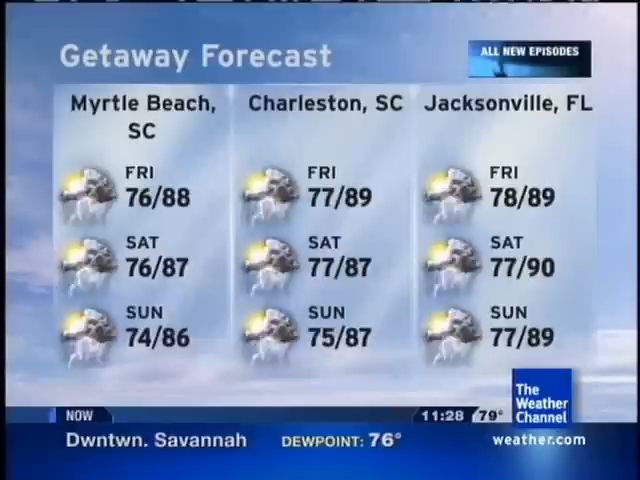 Getaway Forecast
ALL NEW EPISODES
Myrtle Beach,
SC
FRI
76/88
SAT
76/87
SUN
74/86
Charleston, SC
FRI
77/89
SAT
77/87
SUN
75/87
Jacksonville, FL
FRI
78/89
SAT
77/90
SUN
77/89
The
Weather
Channel
NOW
11:28 79°
Dwntwn. Savannah DEWPOINT: 76° weather.com